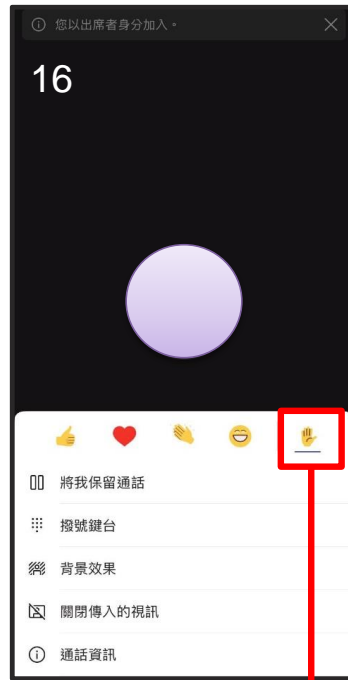 您以出席者身分加入。
16
將我保留通話
撥號鍵台
背景效果
關閉傳入的視訊
通話資訊